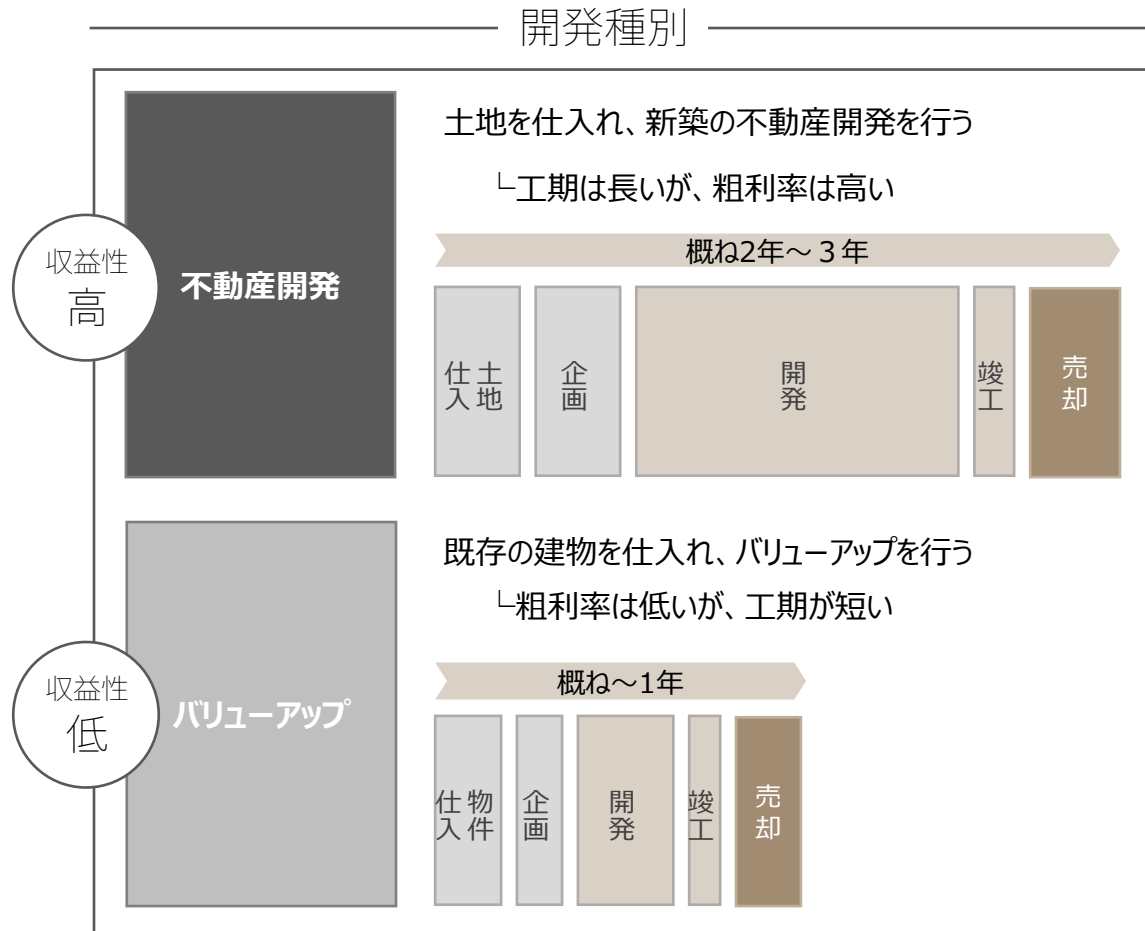 開発種別
収益性
高
不動産開発
土地を仕入れ、新築の不動産開発を行う
└工期は長いが、粗利率は高い
概ね2年～３年
土地
仕入
企画
開発
竣工
売却
収益性
低
バリューアップ
既存の建物を仕入れ、バリューアップを行う
└粗利率は低いが、工期が短い
概ね～1年
物件
仕入
企画
開発
竣工
売却